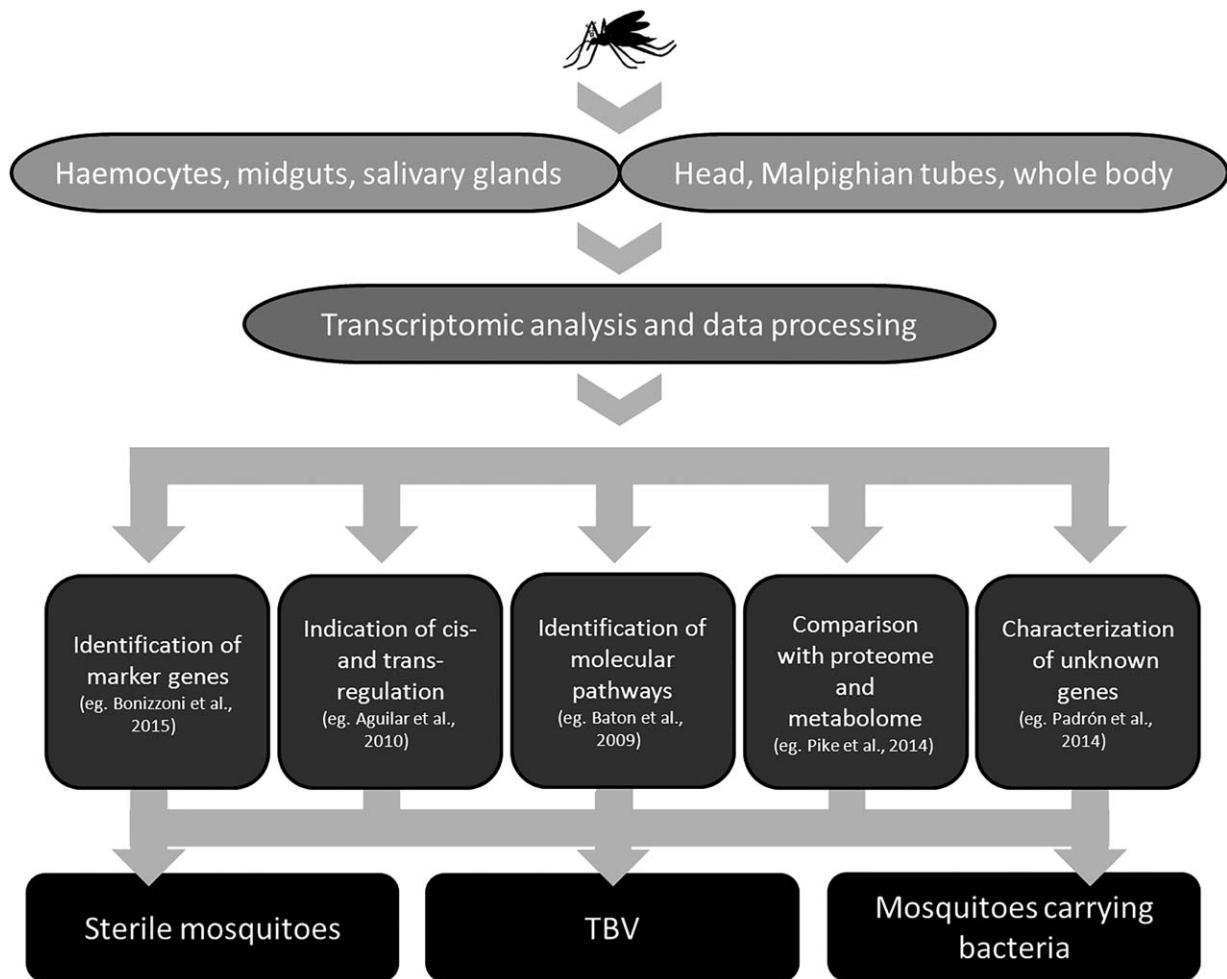 Haemocytes, midguts, salivary glands
Head, Malpighian tubes, whole body
Transcriptomic analysis and data processing
Identification of
marker genes
(eg. Bonizzoni et al.,
2015)
Indication of cis-
and trans-
regulation
(eg. Aguilar et al.,
2010)
Identification of
molecular
pathways
(eg. Baton et al.,
2009)
Comparison
with proteome
and
metabolome
(eg. Pike et al., 2014)
Characterization
of unknown
genes
(eg. Padrón et al.,
2014)
Sterile mosquitoes
TBV
Mosquitoes carrying
bacteria